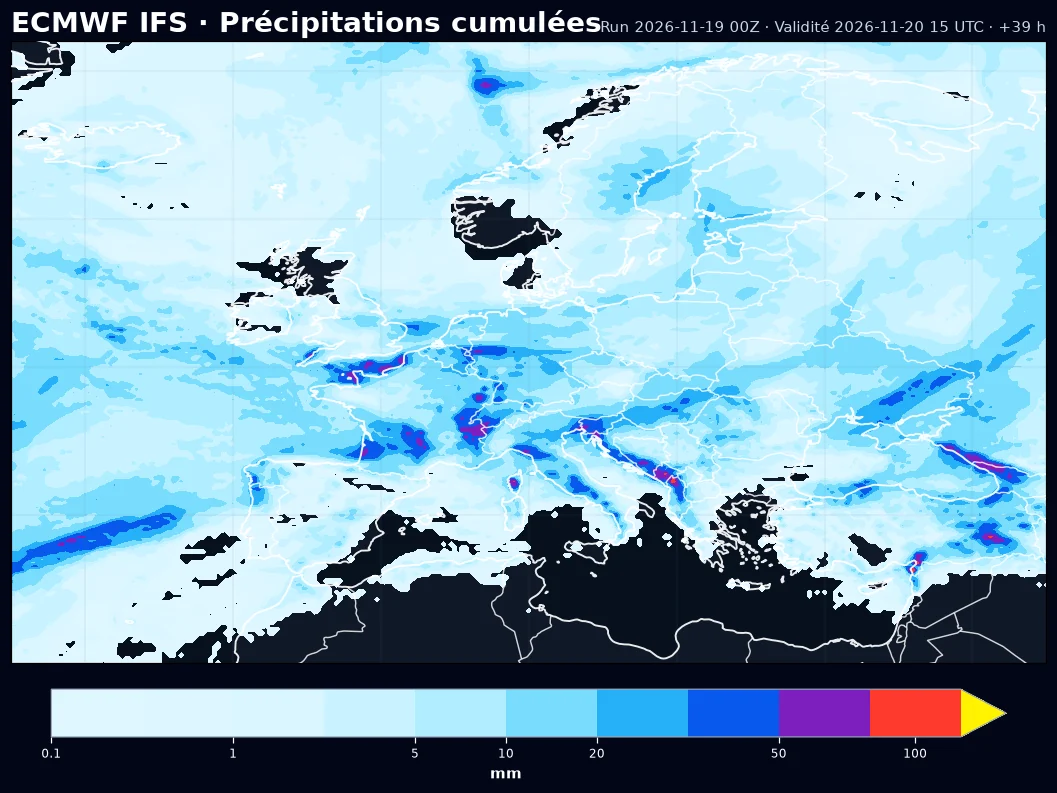 ECMWF IFS · Précipitations cumulées
Run 2026-11-19 00Z · Validité 2026-11-20 15 UTC · +39 h
0.1 1 5 10 20 50 100
mm